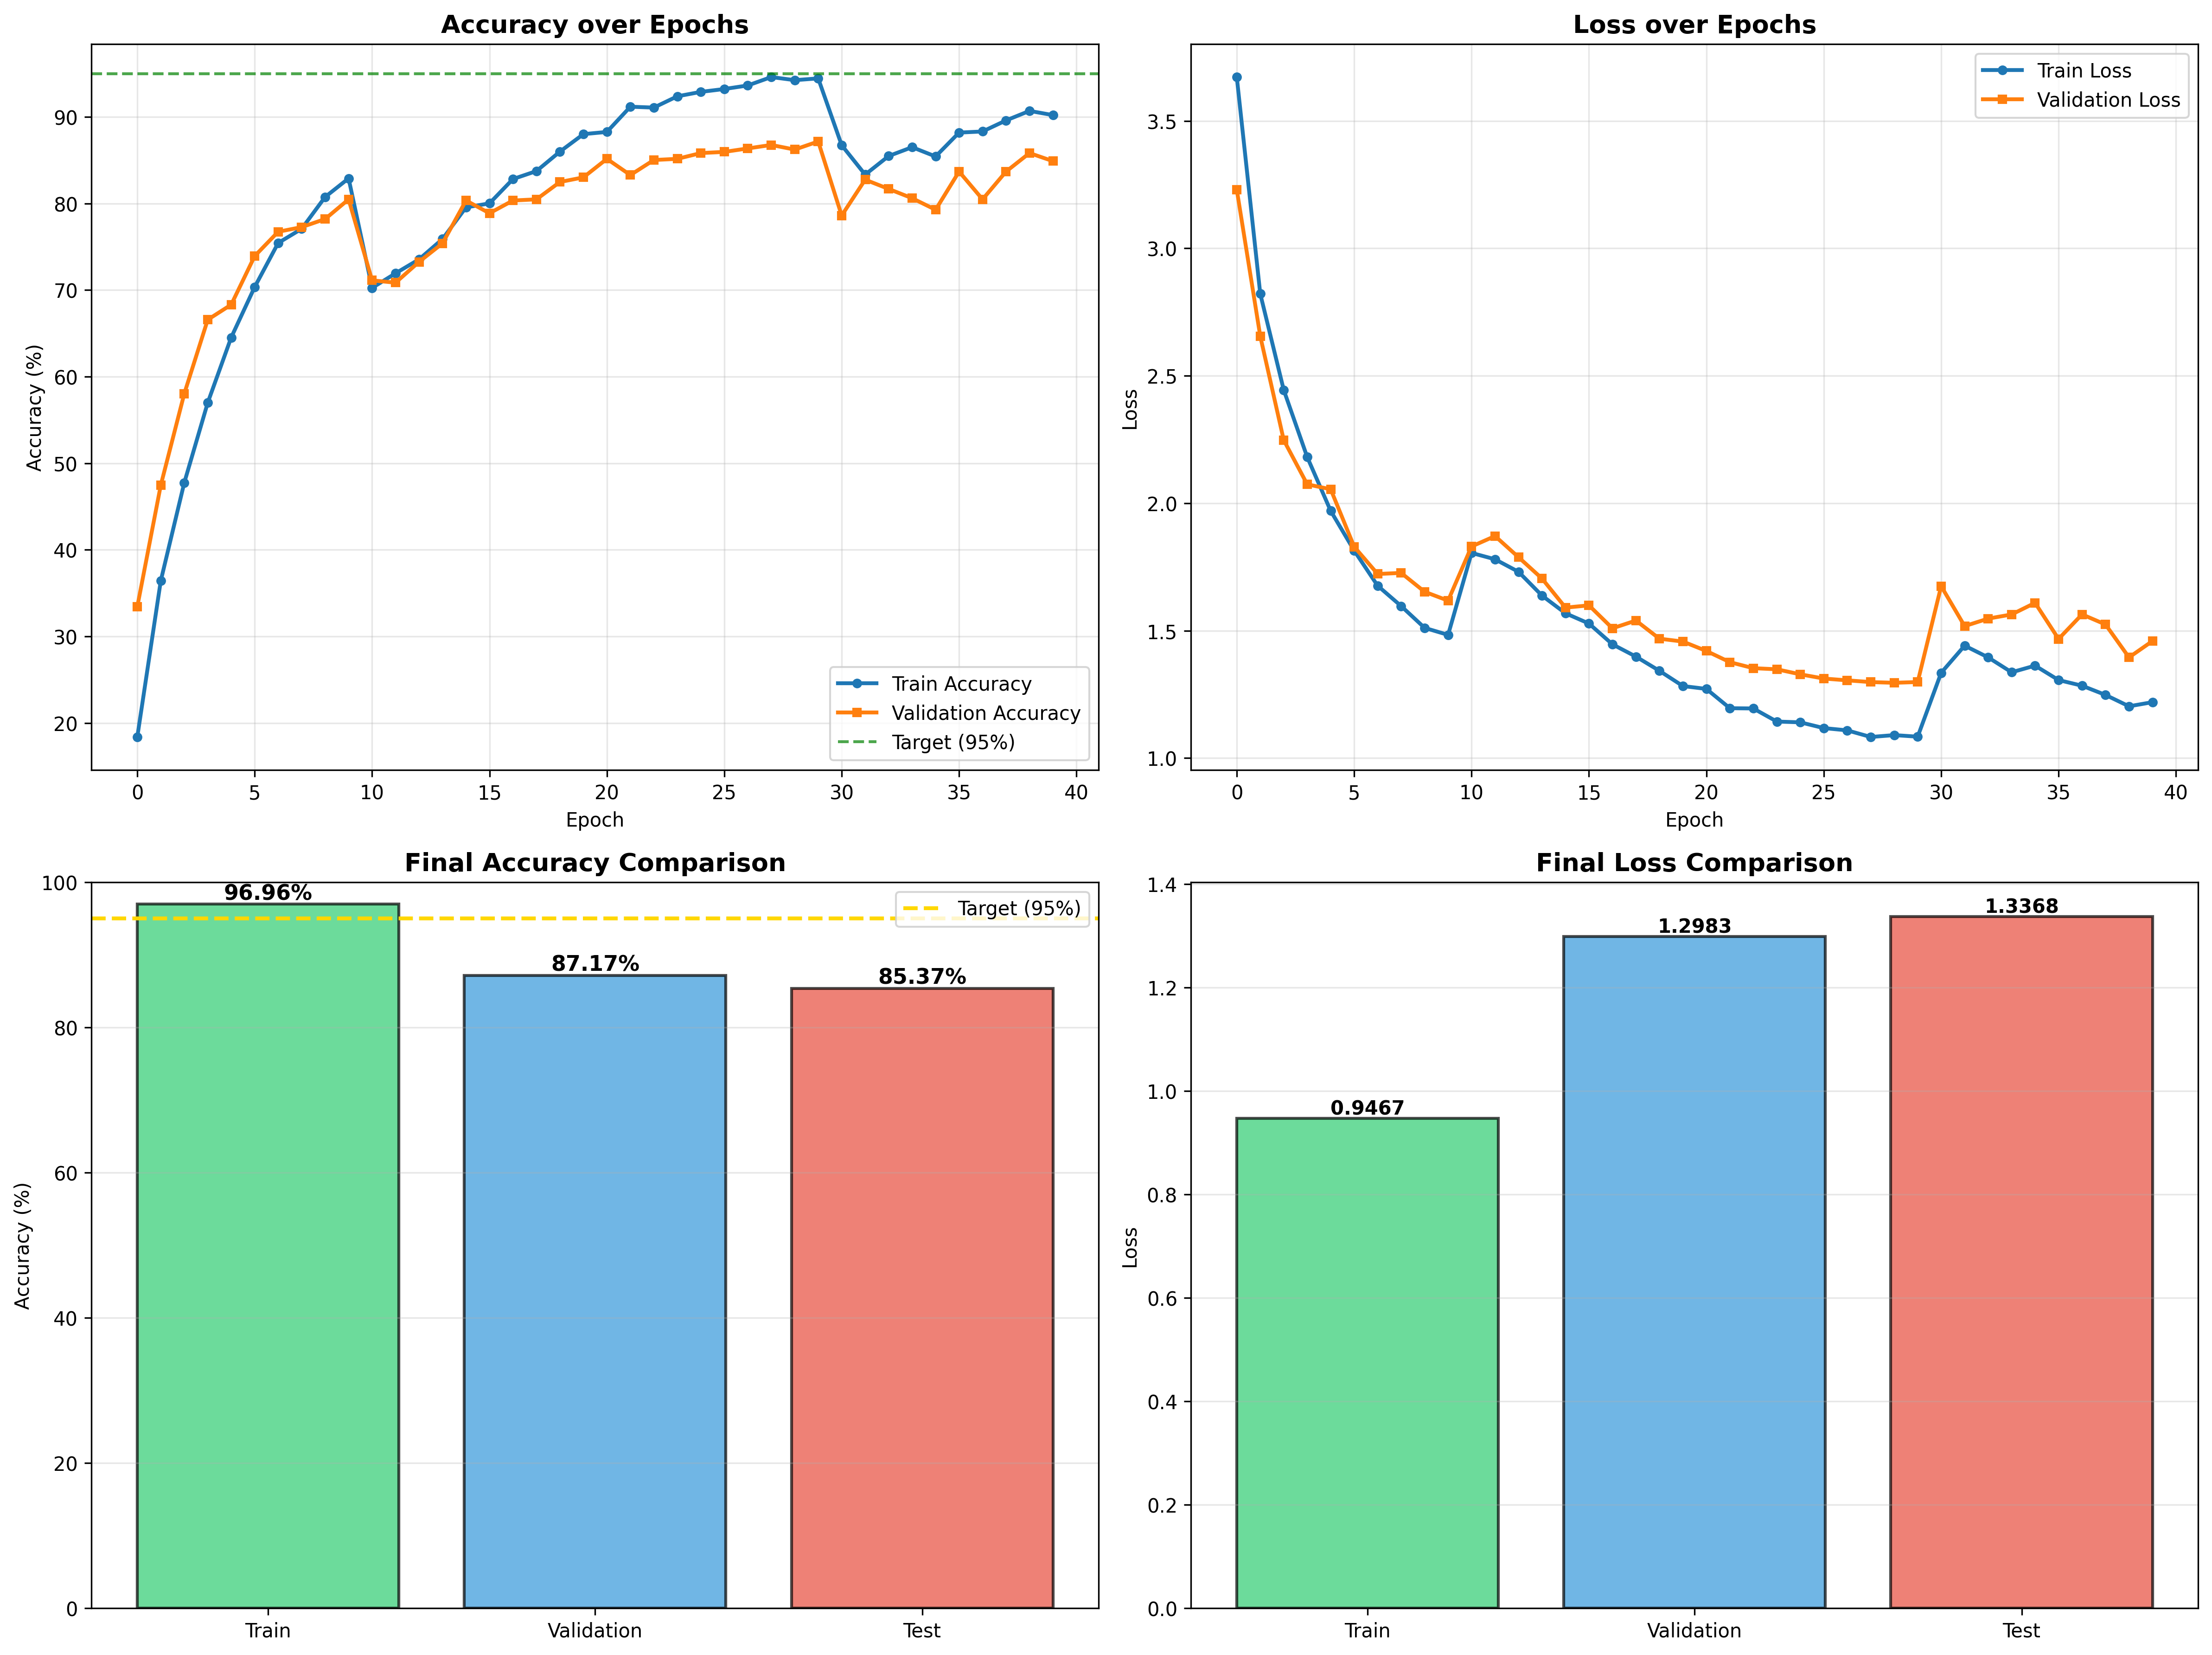 Accuracy over Epochs
Accuracy (%)
90
80
70
60
50
40
30
20
Train Accuracy
Validation Accuracy
Target (95%)
0 5 10 15 20 25 30 35 40
Epoch
Loss over Epochs
Loss
3.5
3.0
2.5
2.0
1.5
1.0
Train Loss
Validation Loss
0 5 10 15 20 25 30 35 40
Epoch
Final Accuracy Comparison
Accuracy (%)
100
80
60
40
20
0
96.96%
87.17%
85.37%
Target (95%)
Train Validation Test
Final Loss Comparison
Loss
1.4
1.2
1.0
0.8
0.6
0.4
0.2
0.0
0.9467
1.2983
1.3368
Train Validation Test